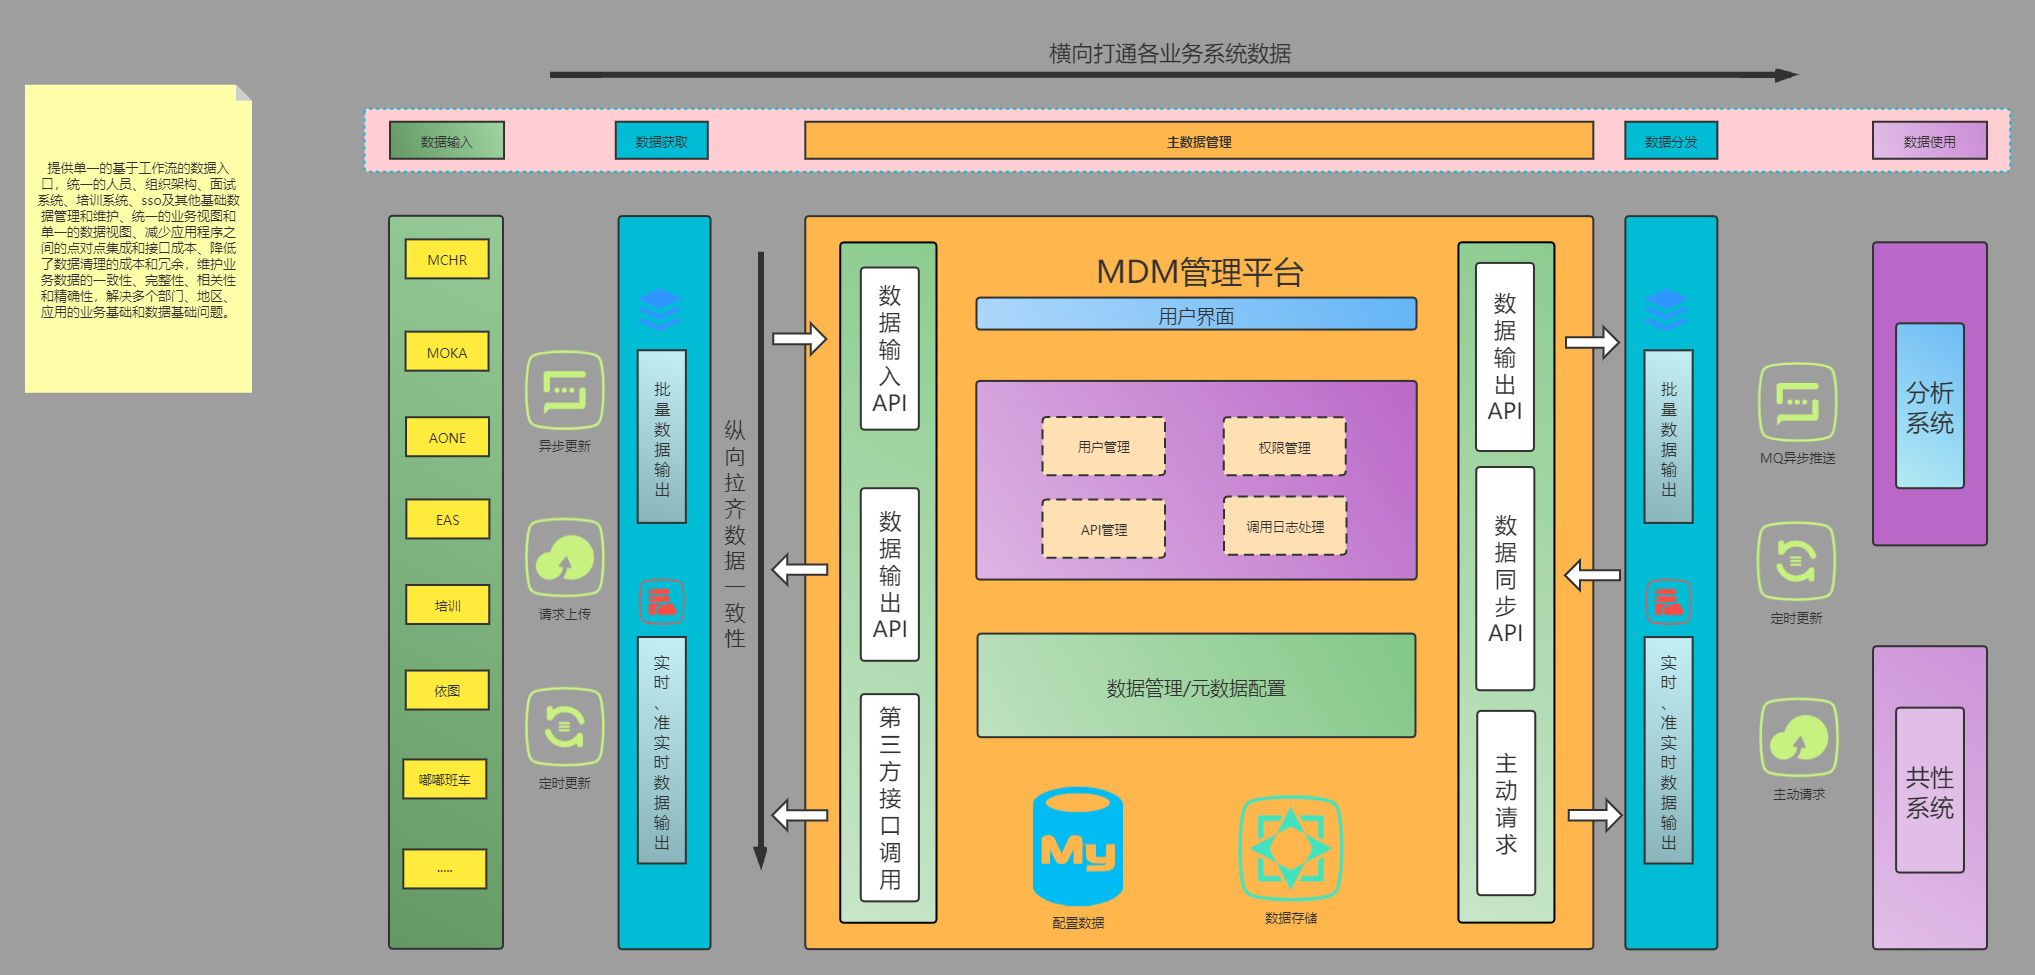 横向打通各业务系统数据
提供单一的基于工作流的数据入
口，统一的人员、组织架构、面试
系统、培训系统、sso及其他基础数
据管理和维护、统一的业务视图和
单一的数据视图、减少应用程序之
间的点对点集成和接口成本、降低
了数据清理的成本和冗余，维护业
务数据的一致性、完整性、相关性
和精确性，解决多个部门、地区、
应用的业务基础和数据基础问题。
数据输入
数据获取
主数据管理
数据分发
数据使用
MCHR
MOKA
AONE
EAS
培训
依图
嘟嘟班车
.....
异步更新
请求上传
定时更新
批量数据输出
实时、准实时数据输出
纵向拉齐数据一致性
数据输入API
数据输出API
第三方接口调用
MDM管理平台
用户界面
用户管理
权限管理
API管理
调用日志处理
数据管理/元数据配置
My
配置数据
数据存储
数据输出API
数据同步API
主动请求
批量数据输出
实时、准实时数据输出
MQ异步推送
定时更新
主动请求
分析
系统
共性
系统